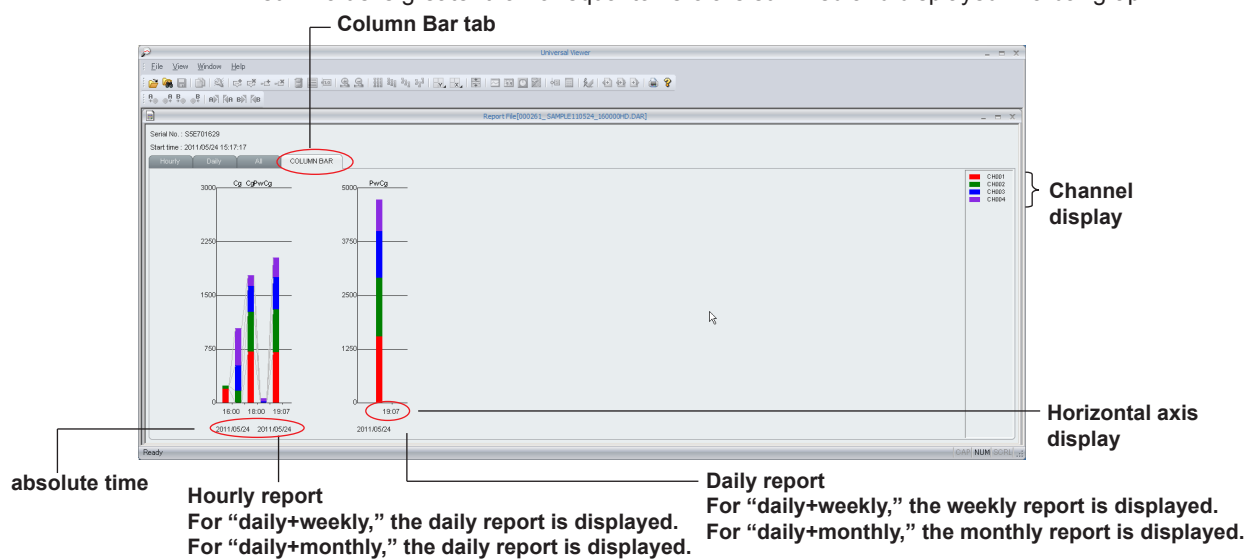 Column Bar tab
Universal Viewer
File View Window Help
Report File[000261_ SAMPLE110524_160000HD.DAR]
Serial No. : S5E701629
Start time : 2011/05/24 15:17:17
Hourly Daily All COLUMN BAR
Cg CgPwCg
3000
2250
1500
750
0
16:00 18:00 19:07
2011/05/24 2011/05/24
PwCg
5000
3750
2500
1250
0
19:07
2011/05/24
CH001
CH002
CH003
CH004
Channel
display
Horizontal axis
display
Ready
CAP NUM SCRL
absolute time
Hourly report
For “daily+weekly,” the daily report is displayed.
For “daily+monthly,” the daily report is displayed.
Daily report
For “daily+weekly,” the weekly report is displayed.
For “daily+monthly,” the monthly report is displayed.